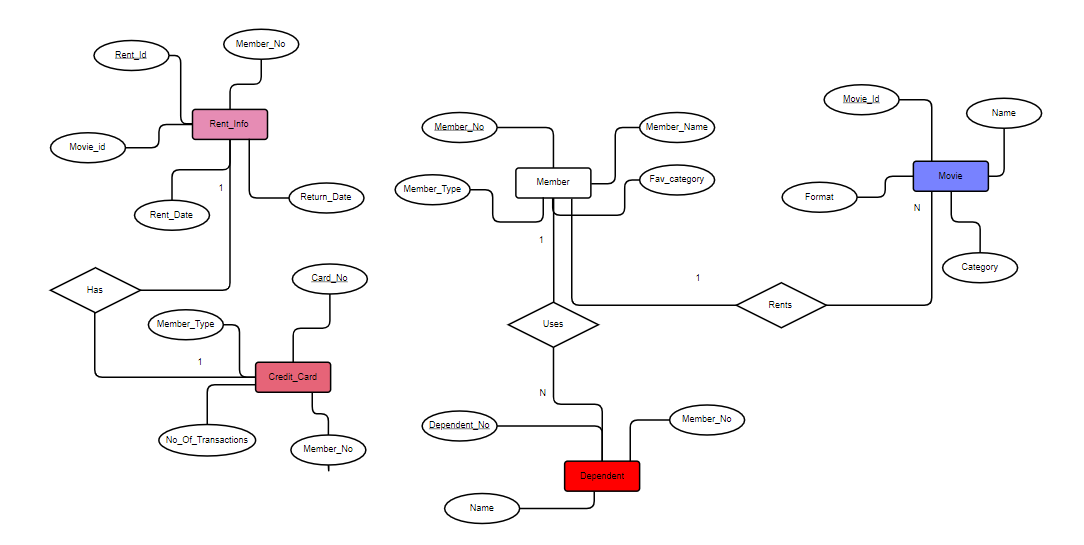 Member_No
Rent_Id
Rent_Info
Movie_id
1
Return_Date
Rent_Date
Has
Card_No
Member_Type
1
Credit_Card
No_Of_Transactions
Member_No
Member_No
Member_Name
Member
Fav_category
Member_Type
1
1
Uses
Rents
N
Dependent_No
Member_No
Dependent
Name
Movie_Id
Name
Movie
Format
N
Category